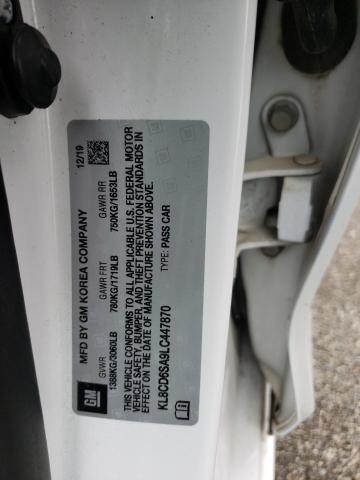 GM
MFD BY GM KOREA COMPANY
12/19
GVWR GAWR FRT GAWR RR
1388KG/3060LB 780KG/1719LB 750KG/1653LB
THIS VEHICLE CONFORMS TO ALL APPLICABLE U.S. FEDERAL MOTOR
VEHICLE SAFETY, BUMPER, AND THEFT PREVENTION STANDARDS IN
EFFECT ON THE DATE OF MANUFACTURE SHOWN ABOVE.
KL8CD6SA9LC447870 TYPE: PASS CAR